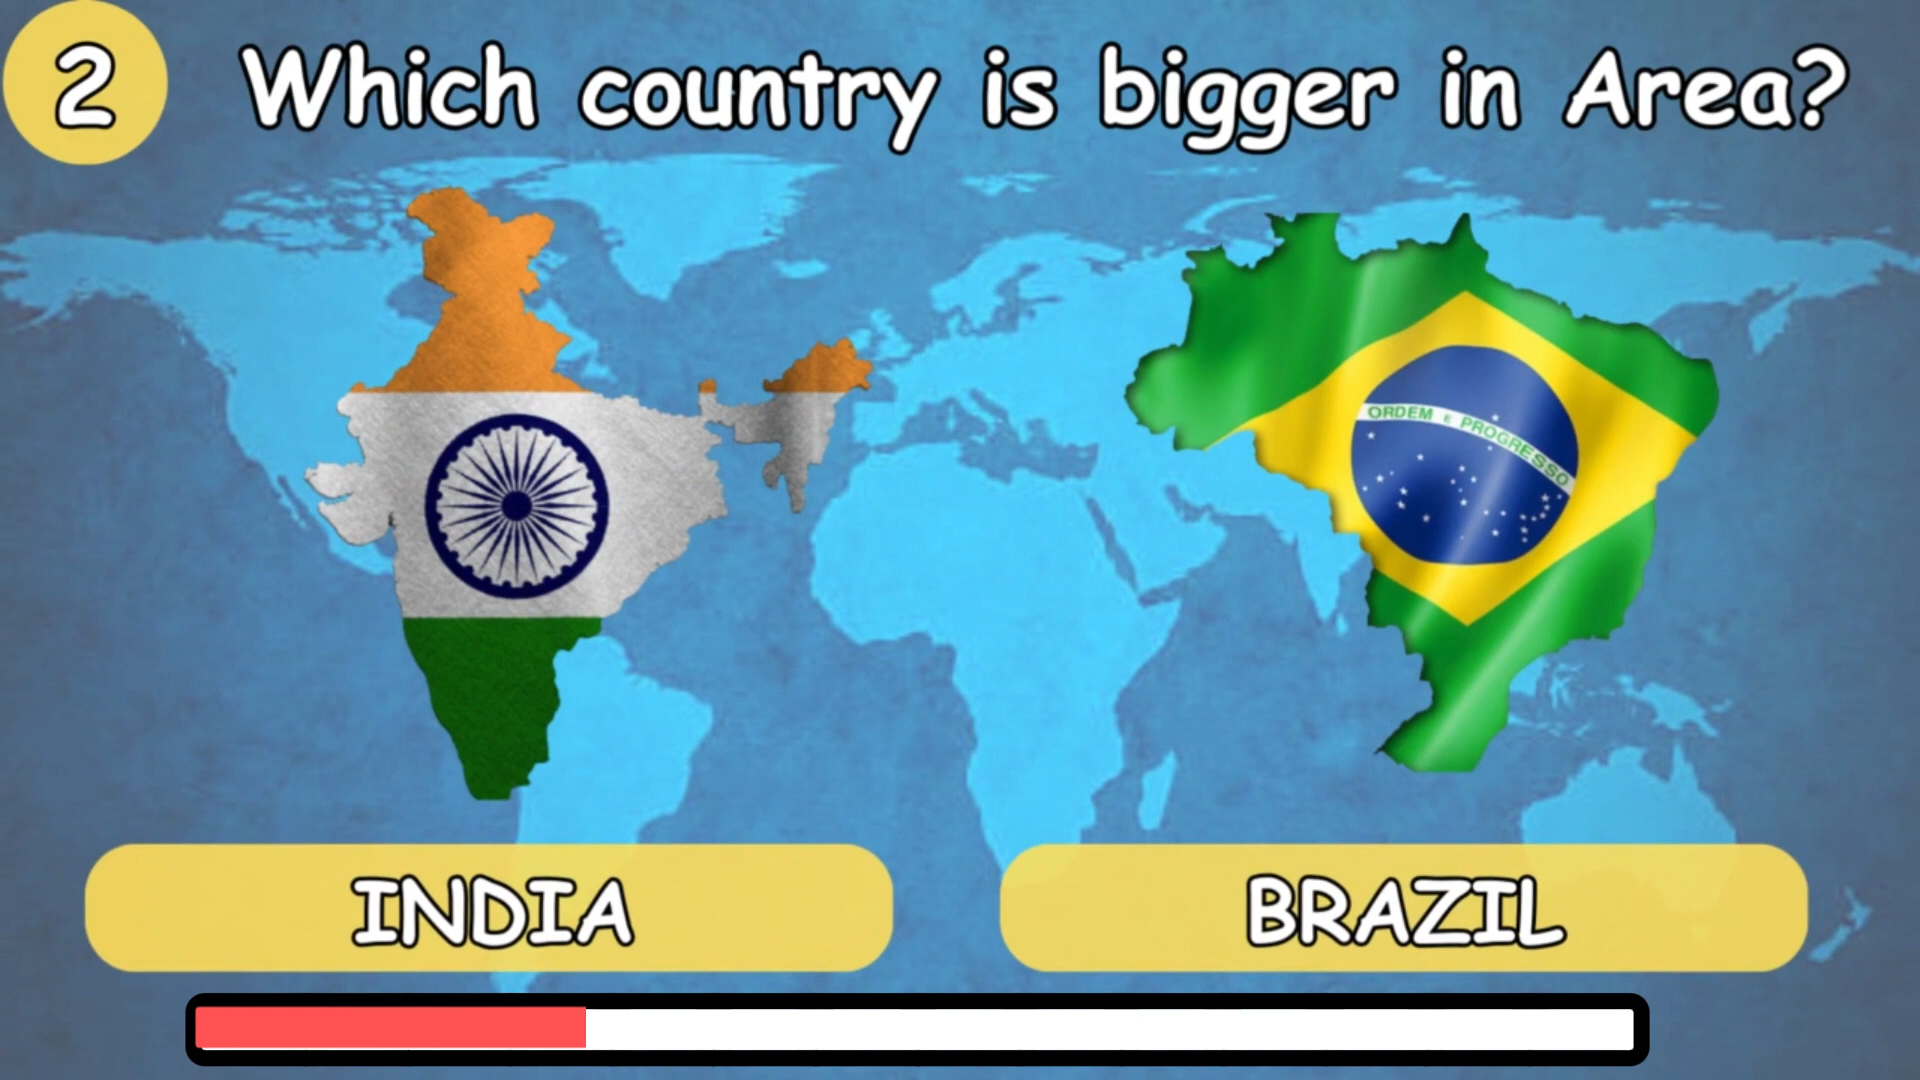 2
Which country is bigger in Area?
ORDEM E PROGRESSO
INDIA
BRAZIL